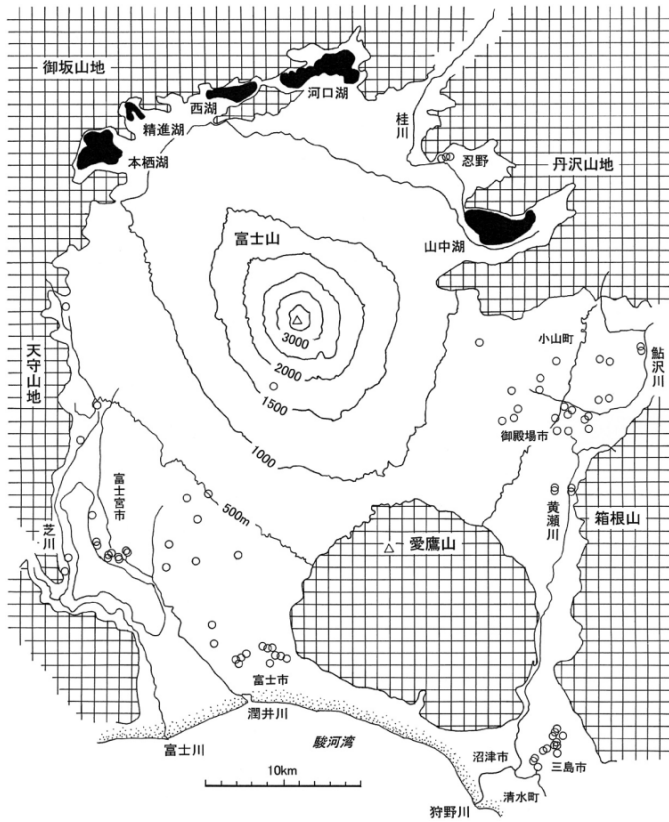 御坂山地
河口湖
西湖
精進湖
本栖湖
桂川
忍野
丹沢山地
山中湖
富士山
3000
2000
1500
1000
500m
小山町
鮎沢川
御殿場市
天守山地
富士宮市
芝川
黄瀬川
箱根山
愛鷹山
富士市
潤井川
富士川
駿河湾
沼津市
三島市
清水町
狩野川
10km